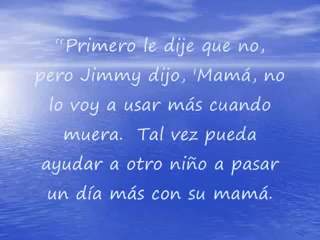 “Primero le dije que no,
pero Jimmy dijo, 'Mamá, no
lo voy a usar más cuando
muera.  Tal vez pueda
ayudar a otro niño a pasar
un día más con su mamá.